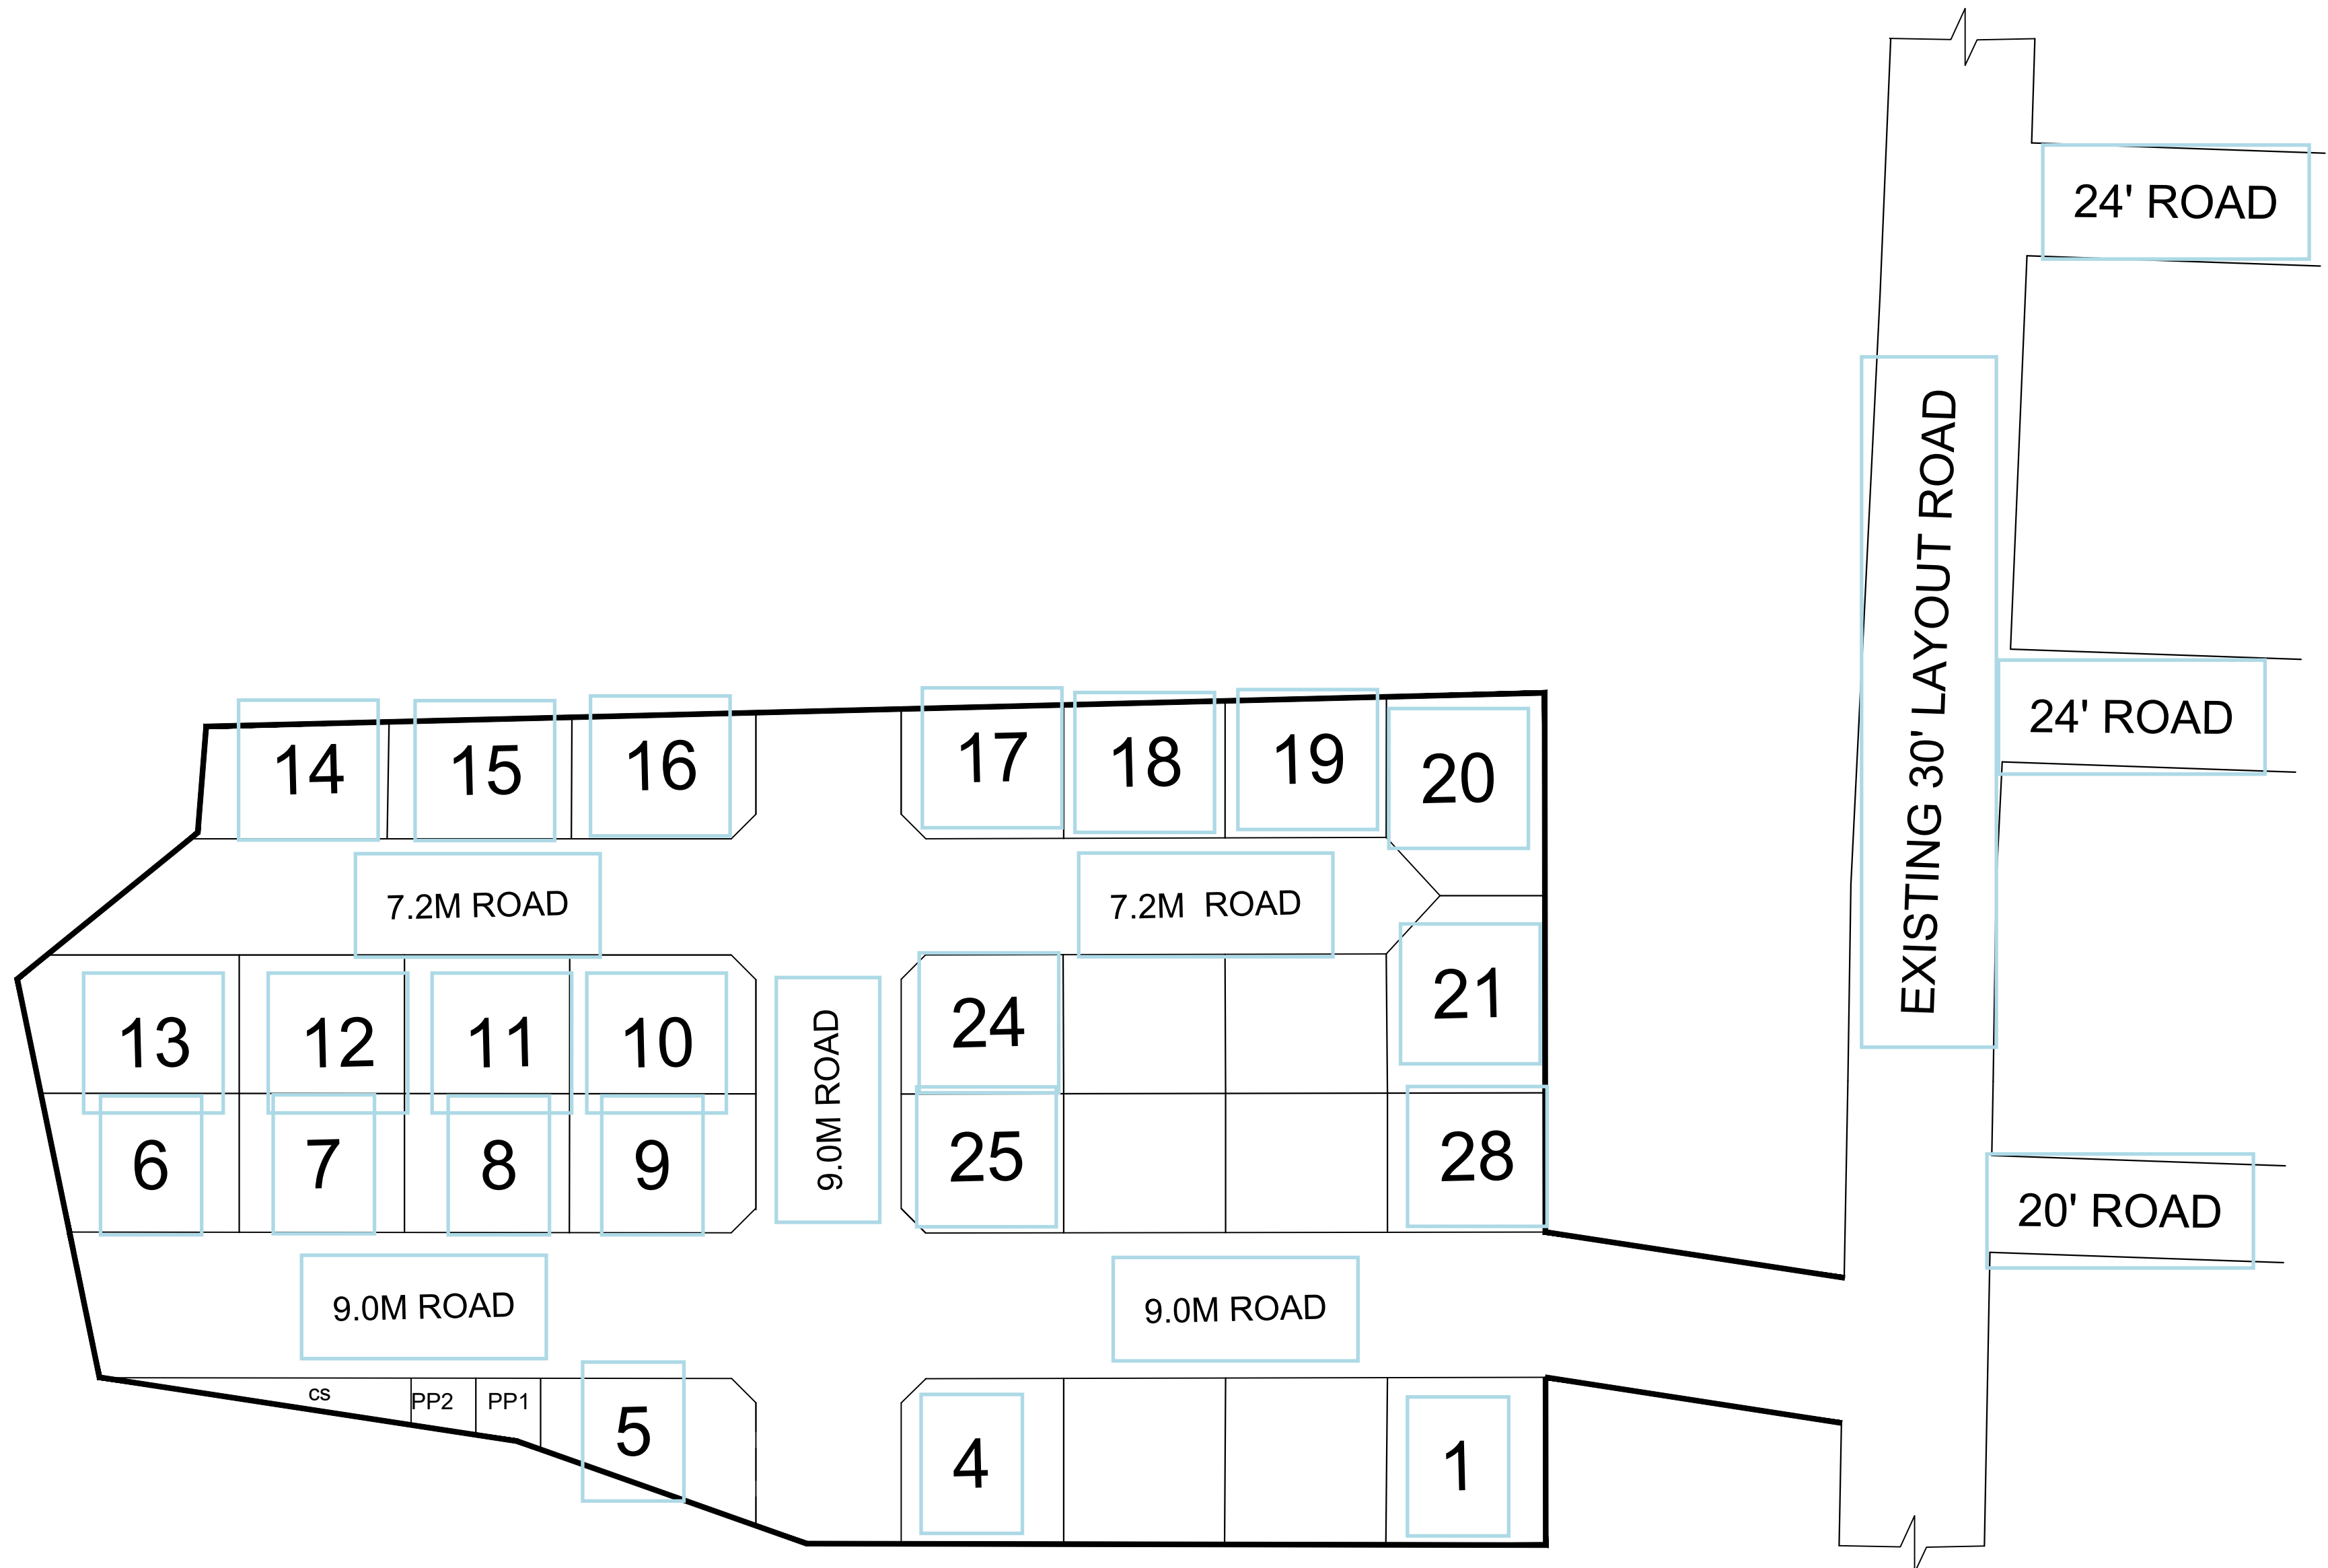 24' ROAD
EXISTING 30' LAYOUT ROAD
24' ROAD
14 15 16 17 18 19 20
7.2M ROAD 7.2M ROAD
13 12 11 10 24 21
9.0M ROAD
6 7 8 9 25 28
20' ROAD
9.0M ROAD 9.0M ROAD
cs PP2 PP1 5 4 1